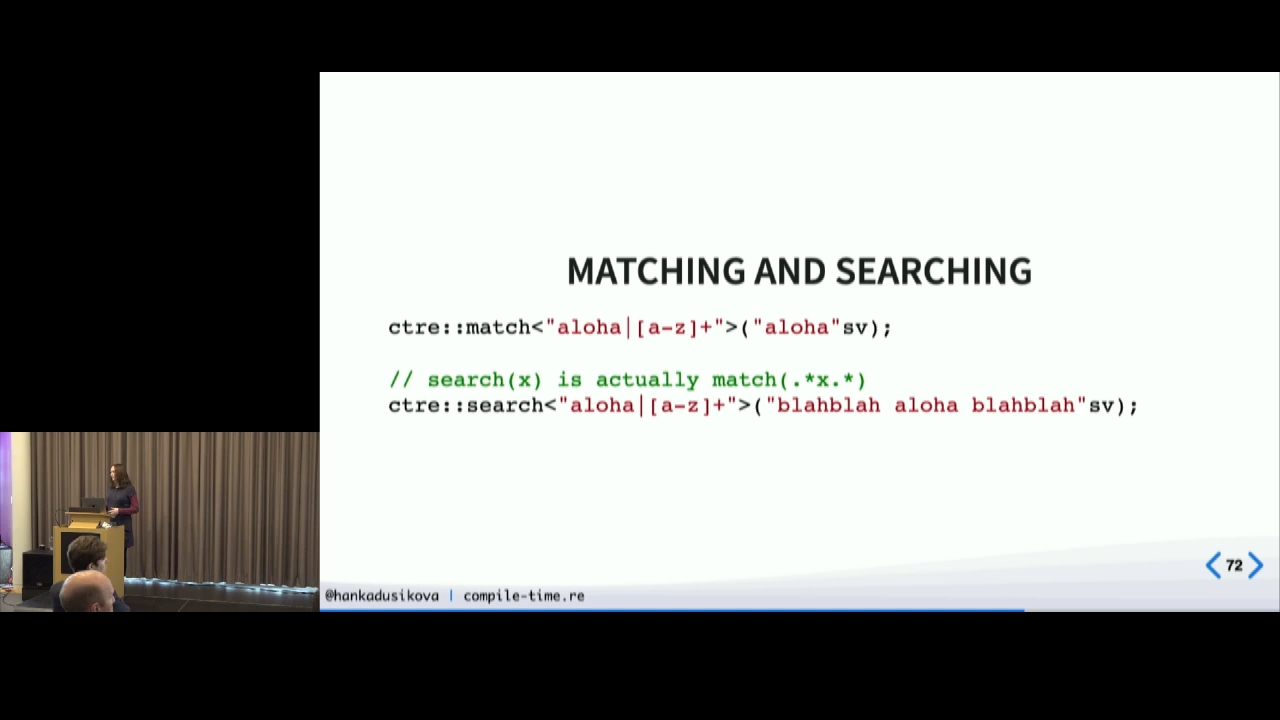 MATCHING AND SEARCHING
ctre::match<"aloha|[a-z]+">("aloha"sv);
// search(x) is actually match(.*x.*)
ctre::search<"aloha|[a-z]+">("blahblah aloha blahblah"sv);
72
@hankadusikova | compile-time.re